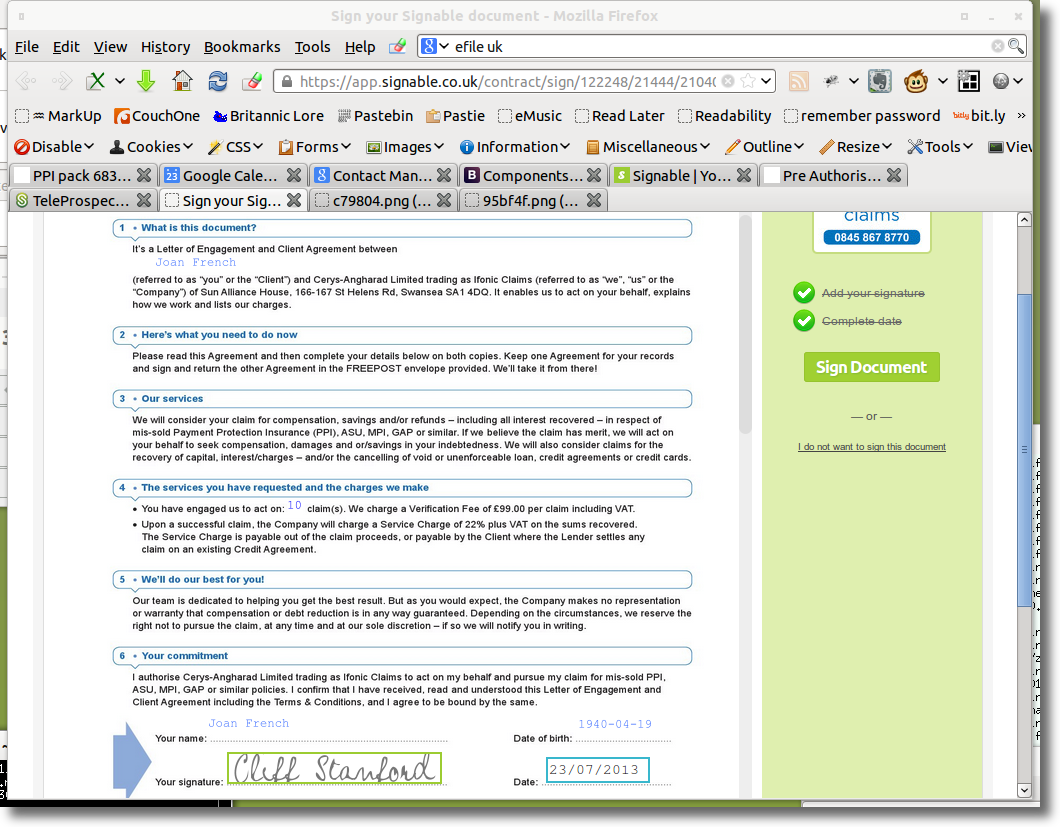 Sign your Signable document - Mozilla Firefox
File Edit View History Bookmarks Tools Help efile uk
https://app.signable.co.uk/contract/sign/122248/21444/2104
MarkUp CouchOne Britannic Lore Pastebin Pastie eMusic Read Later Readability remember password bitly bit.ly »
Disable Cookies CSS Forms Images Information Miscellaneous Outline Resize Tools View
PPI pack 683... 23 Google Cale... Contact Man... Components... Signable | Yo... Pre Authoris...
TeleProspec... Sign your Sig... c79804.png (... 95bf4f.png (...
1 • What is this document?
It's a Letter of Engagement and Client Agreement between
Joan French
(referred to as “you” or the “Client”) and Cerys-Angharad Limited trading as Ifonic Claims (referred to as “we”, “us” or the
“Company”) of Sun Alliance House, 166-167 St Helens Rd, Swansea SA1 4DQ. It enables us to act on your behalf, explains
how we work and lists our charges.
2 • Here's what you need to do now
Please read this Agreement and then complete your details below on both copies. Keep one Agreement for your records
and sign and return the other Agreement in the FREEPOST envelope provided. We'll take it from there!
3 • Our services
We will consider your claim for compensation, savings and/or refunds – including all interest recovered – in respect of
mis-sold Payment Protection Insurance (PPI), ASU, MPI, GAP or similar. If we believe the claim has merit, we will act on
your behalf to seek compensation, damages and or/savings in your indebtedness. We will also consider claims for the
recovery of capital, interest/charges – and/or the cancelling of void or unenforceable loan, credit agreements or credit cards.
4 • The services you have requested and the charges we make
• You have engaged us to act on: 10 claim(s). We charge a Verification Fee of £99.00 per claim including VAT.
• Upon a successful claim, the Company will charge a Service Charge of 22% plus VAT on the sums recovered.
The Service Charge is payable out of the claim proceeds, or payable by the Client where the Lender settles any
claim on an existing Credit Agreement.
5 • We'll do our best for you!
Our team is dedicated to helping you get the best result. But as you would expect, the Company makes no representation
or warranty that compensation or debt reduction is in any way guaranteed. Depending on the circumstances, we reserve the
right not to pursue the claim, at any time and at our sole discretion – if so we will notify you in writing.
6 • Your commitment
I authorise Cerys-Angharad Limited trading as Ifonic Claims to act on my behalf and pursue my claim for mis-sold PPI,
ASU, MPI, GAP or similar policies. I confirm that I have received, read and understood this Letter of Engagement and
Client Agreement including the Terms & Conditions, and I agree to be bound by the same.
Joan French 1940-04-19
Your name: Date of birth:
Cliff Stanford 23/07/2013
Your signature: Date:
claims
0845 867 8770
Add your signature
Complete date
Sign Document
— or —
I do not want to sign this document